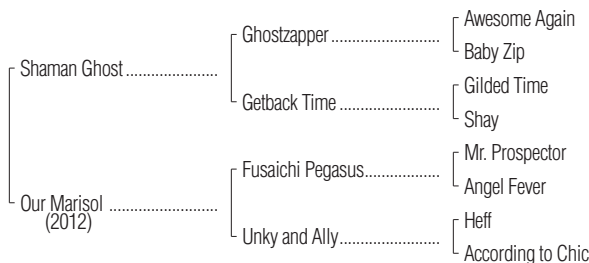 Awesome Again
Ghostzapper
Baby Zip
Shaman Ghost
Gilded Time
Getback Time
Shay
Mr. Prospector
Fusaichi Pegasus
Angel Fever
Our Marisol
(2012)
Heff
Unky and Ally
According to Chic